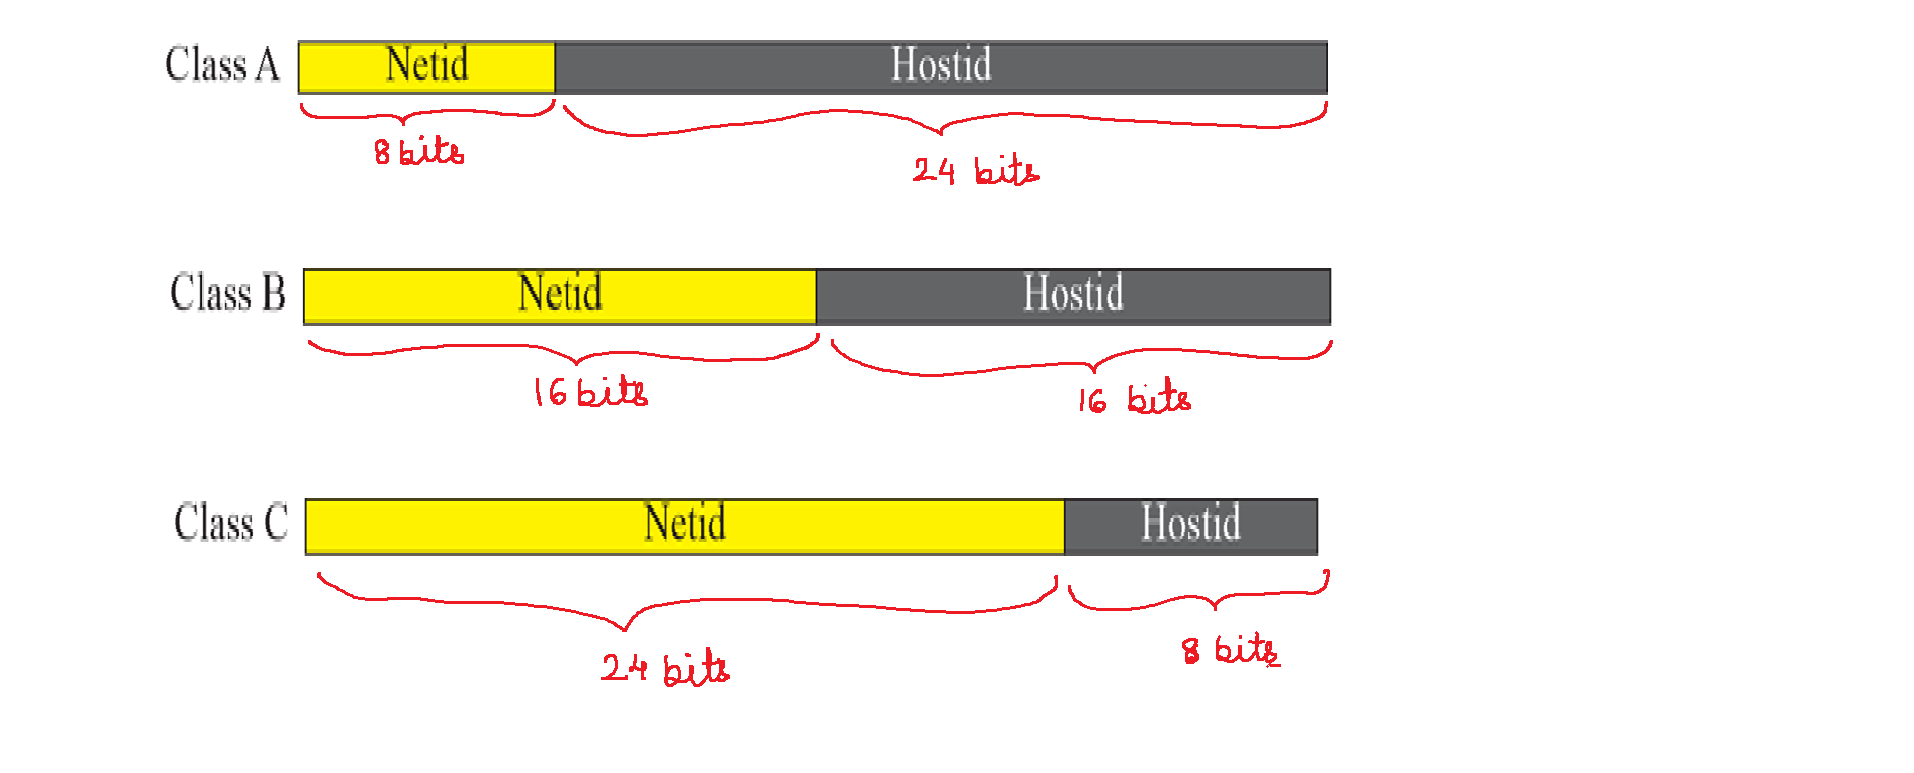 Class A Netid Hostid
8 bits 24 bits
Class B Netid Hostid
16 bits 16 bits
Class C Netid Hostid
24 bits 8 bits